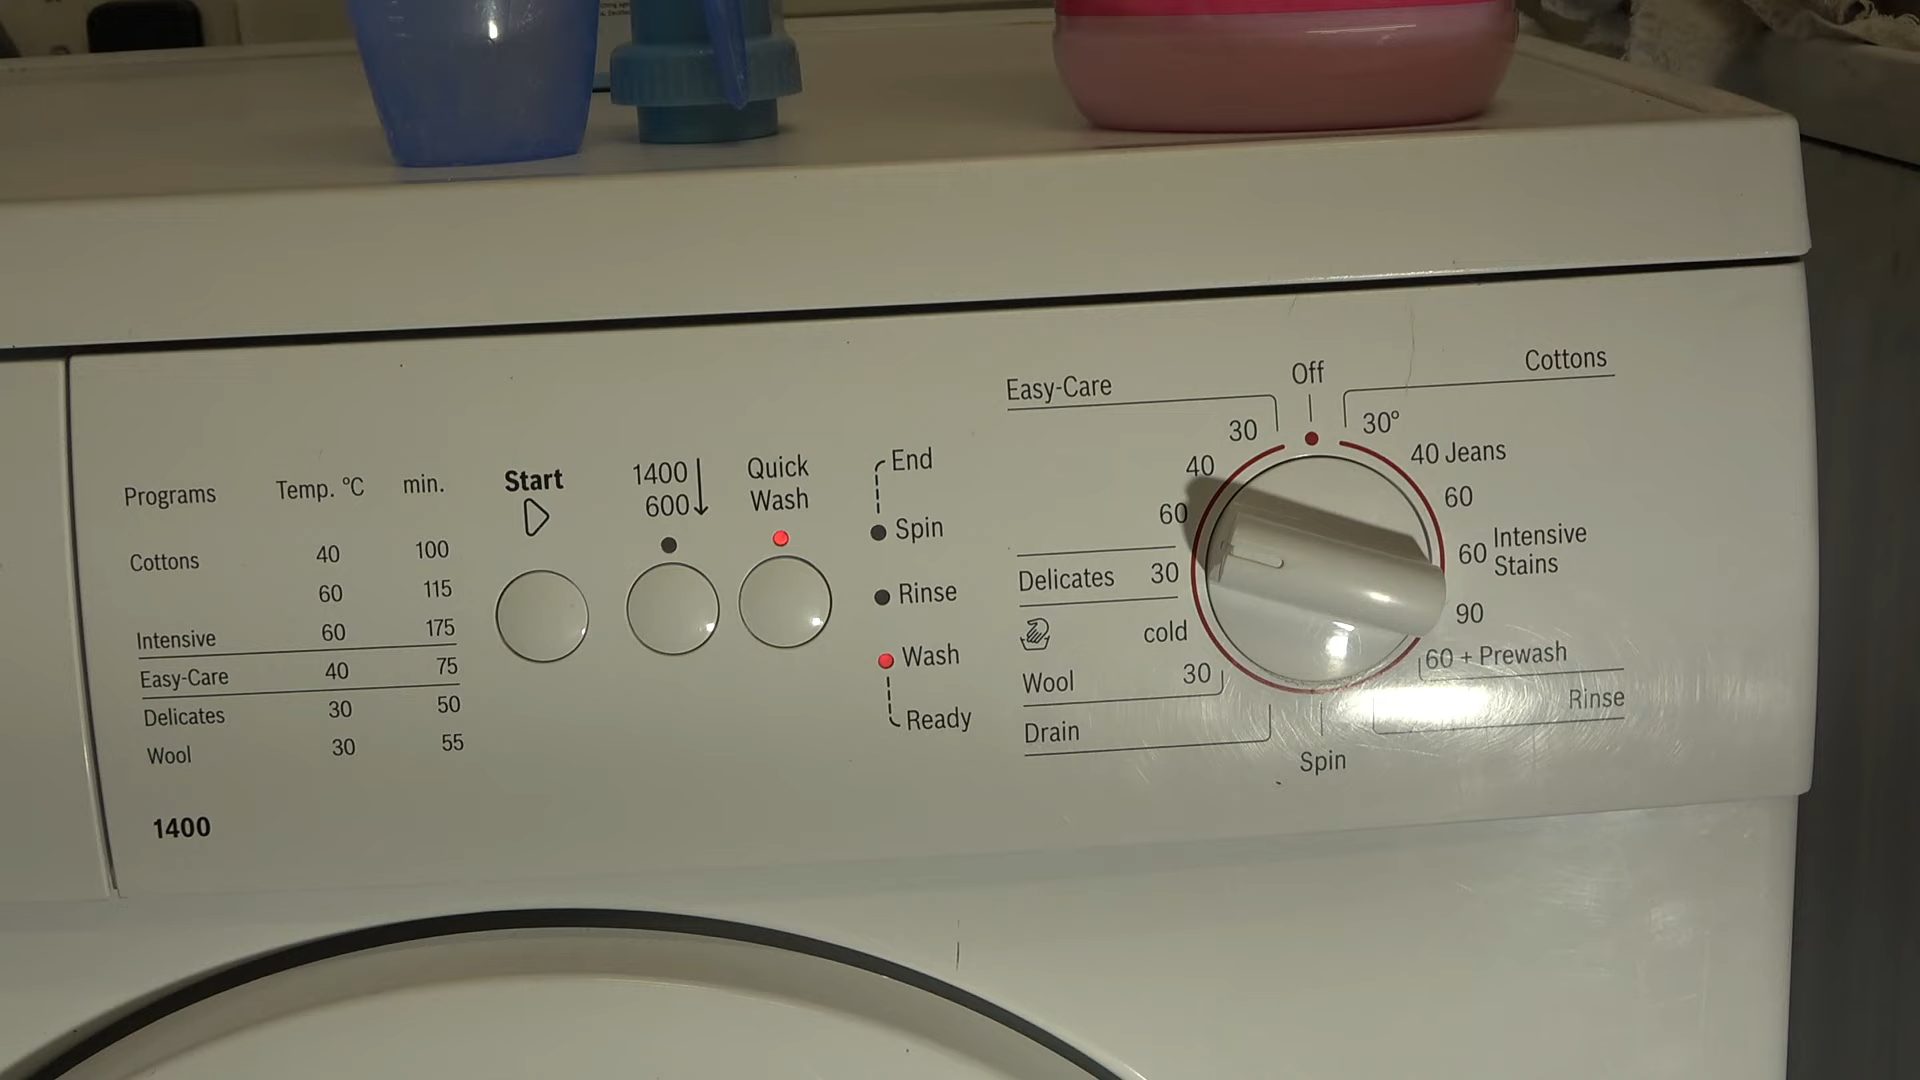 Programs Temp. °C min.
Cottons 40 100
60 115
Intensive 60 175
Easy-Care 40 75
Delicates 30 50
Wool 30 55
1400
Start
1400
600
Quick
Wash
End
Spin
Rinse
Wash
Ready
Easy-Care
30
40
60
Delicates 30
cold
Wool 30
Drain
Off
Cottons
30°
40 Jeans
60
60 Intensive
Stains
90
60 + Prewash
Rinse
Spin